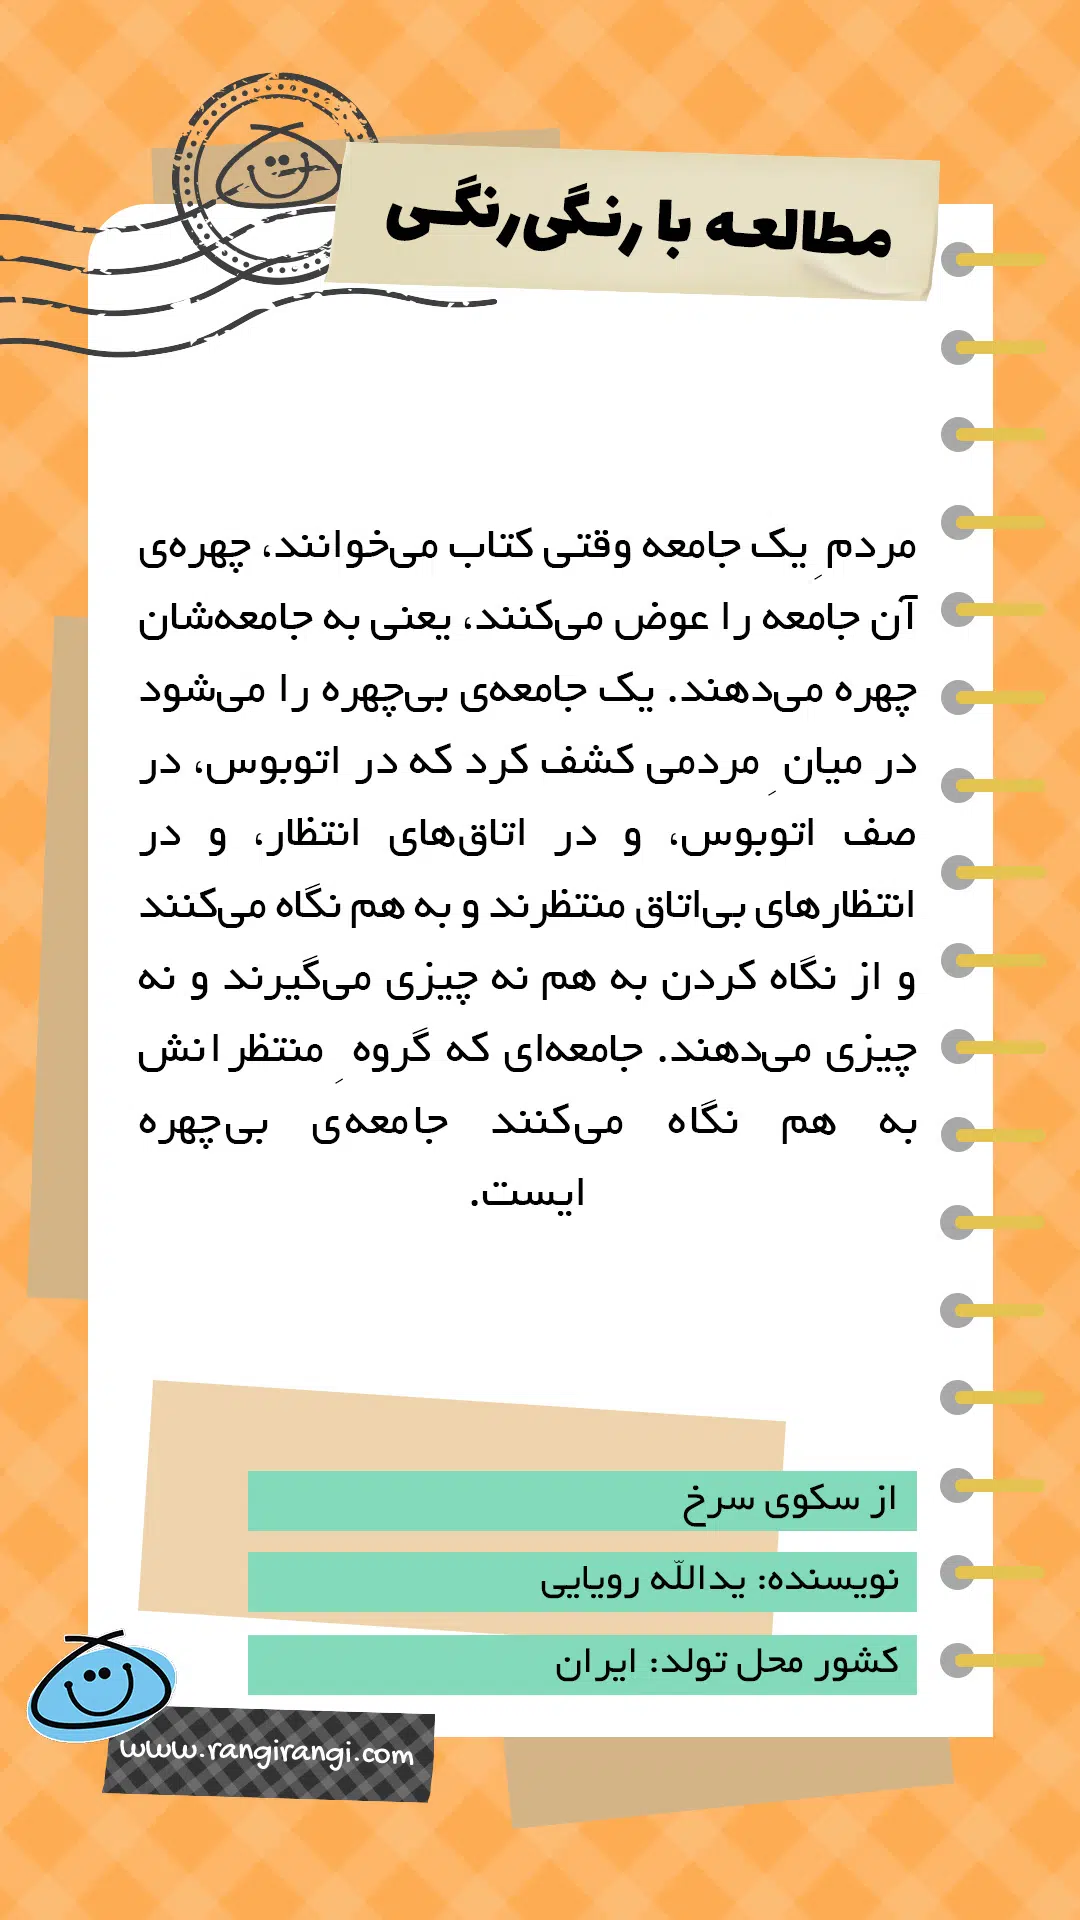 مطالعه با رنگی‌رنگی
مردمِ یک جامعه وقتی کتاب می‌خوانند، چهره‌ی
آن جامعه را عوض می‌کنند، یعنی به جامعه‌شان
چهره می‌دهند. یک جامعه‌ی بی‌چهره را می‌شود
در میانِ مردمی کشف کرد که در اتوبوس، در
صف اتوبوس، و در اتاق‌های انتظار، و در
انتظارهای بی‌اتاق منتظرند و به هم نگاه می‌کنند
و از نگاه کردن به هم نه چیزی می‌گیرند و نه
چیزی می‌دهند. جامعه‌ای که گروهِ منتظرانش
به هم نگاه می‌کنند جامعه‌ی بی‌چهره
ایست.
از سکوی سرخ
نویسنده: یدالله رویایی
کشور محل تولد: ایران
www.rangirangi.com